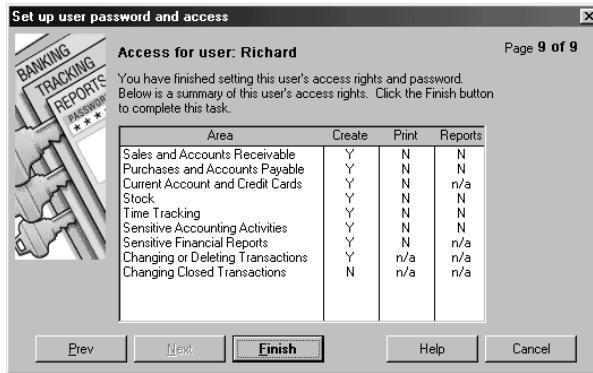 Set up user password and access
BANKING
TRACKING
REPORTS
PASSWOR
****
Access for user: Richard
Page 9 of 9
You have finished setting this user's access rights and password.
Below is a summary of this user's access rights. Click the Finish button
to complete this task.
Area Create Print Reports
Sales and Accounts Receivable Y N N
Purchases and Accounts Payable Y N N
Current Account and Credit Cards Y N n/a
Stock Y N N
Time Tracking Y N N
Sensitive Accounting Activities Y N N
Sensitive Financial Reports Y N n/a
Changing or Deleting Transactions Y n/a n/a
Changing Closed Transactions N n/a n/a
Prev Next Finish Help Cancel